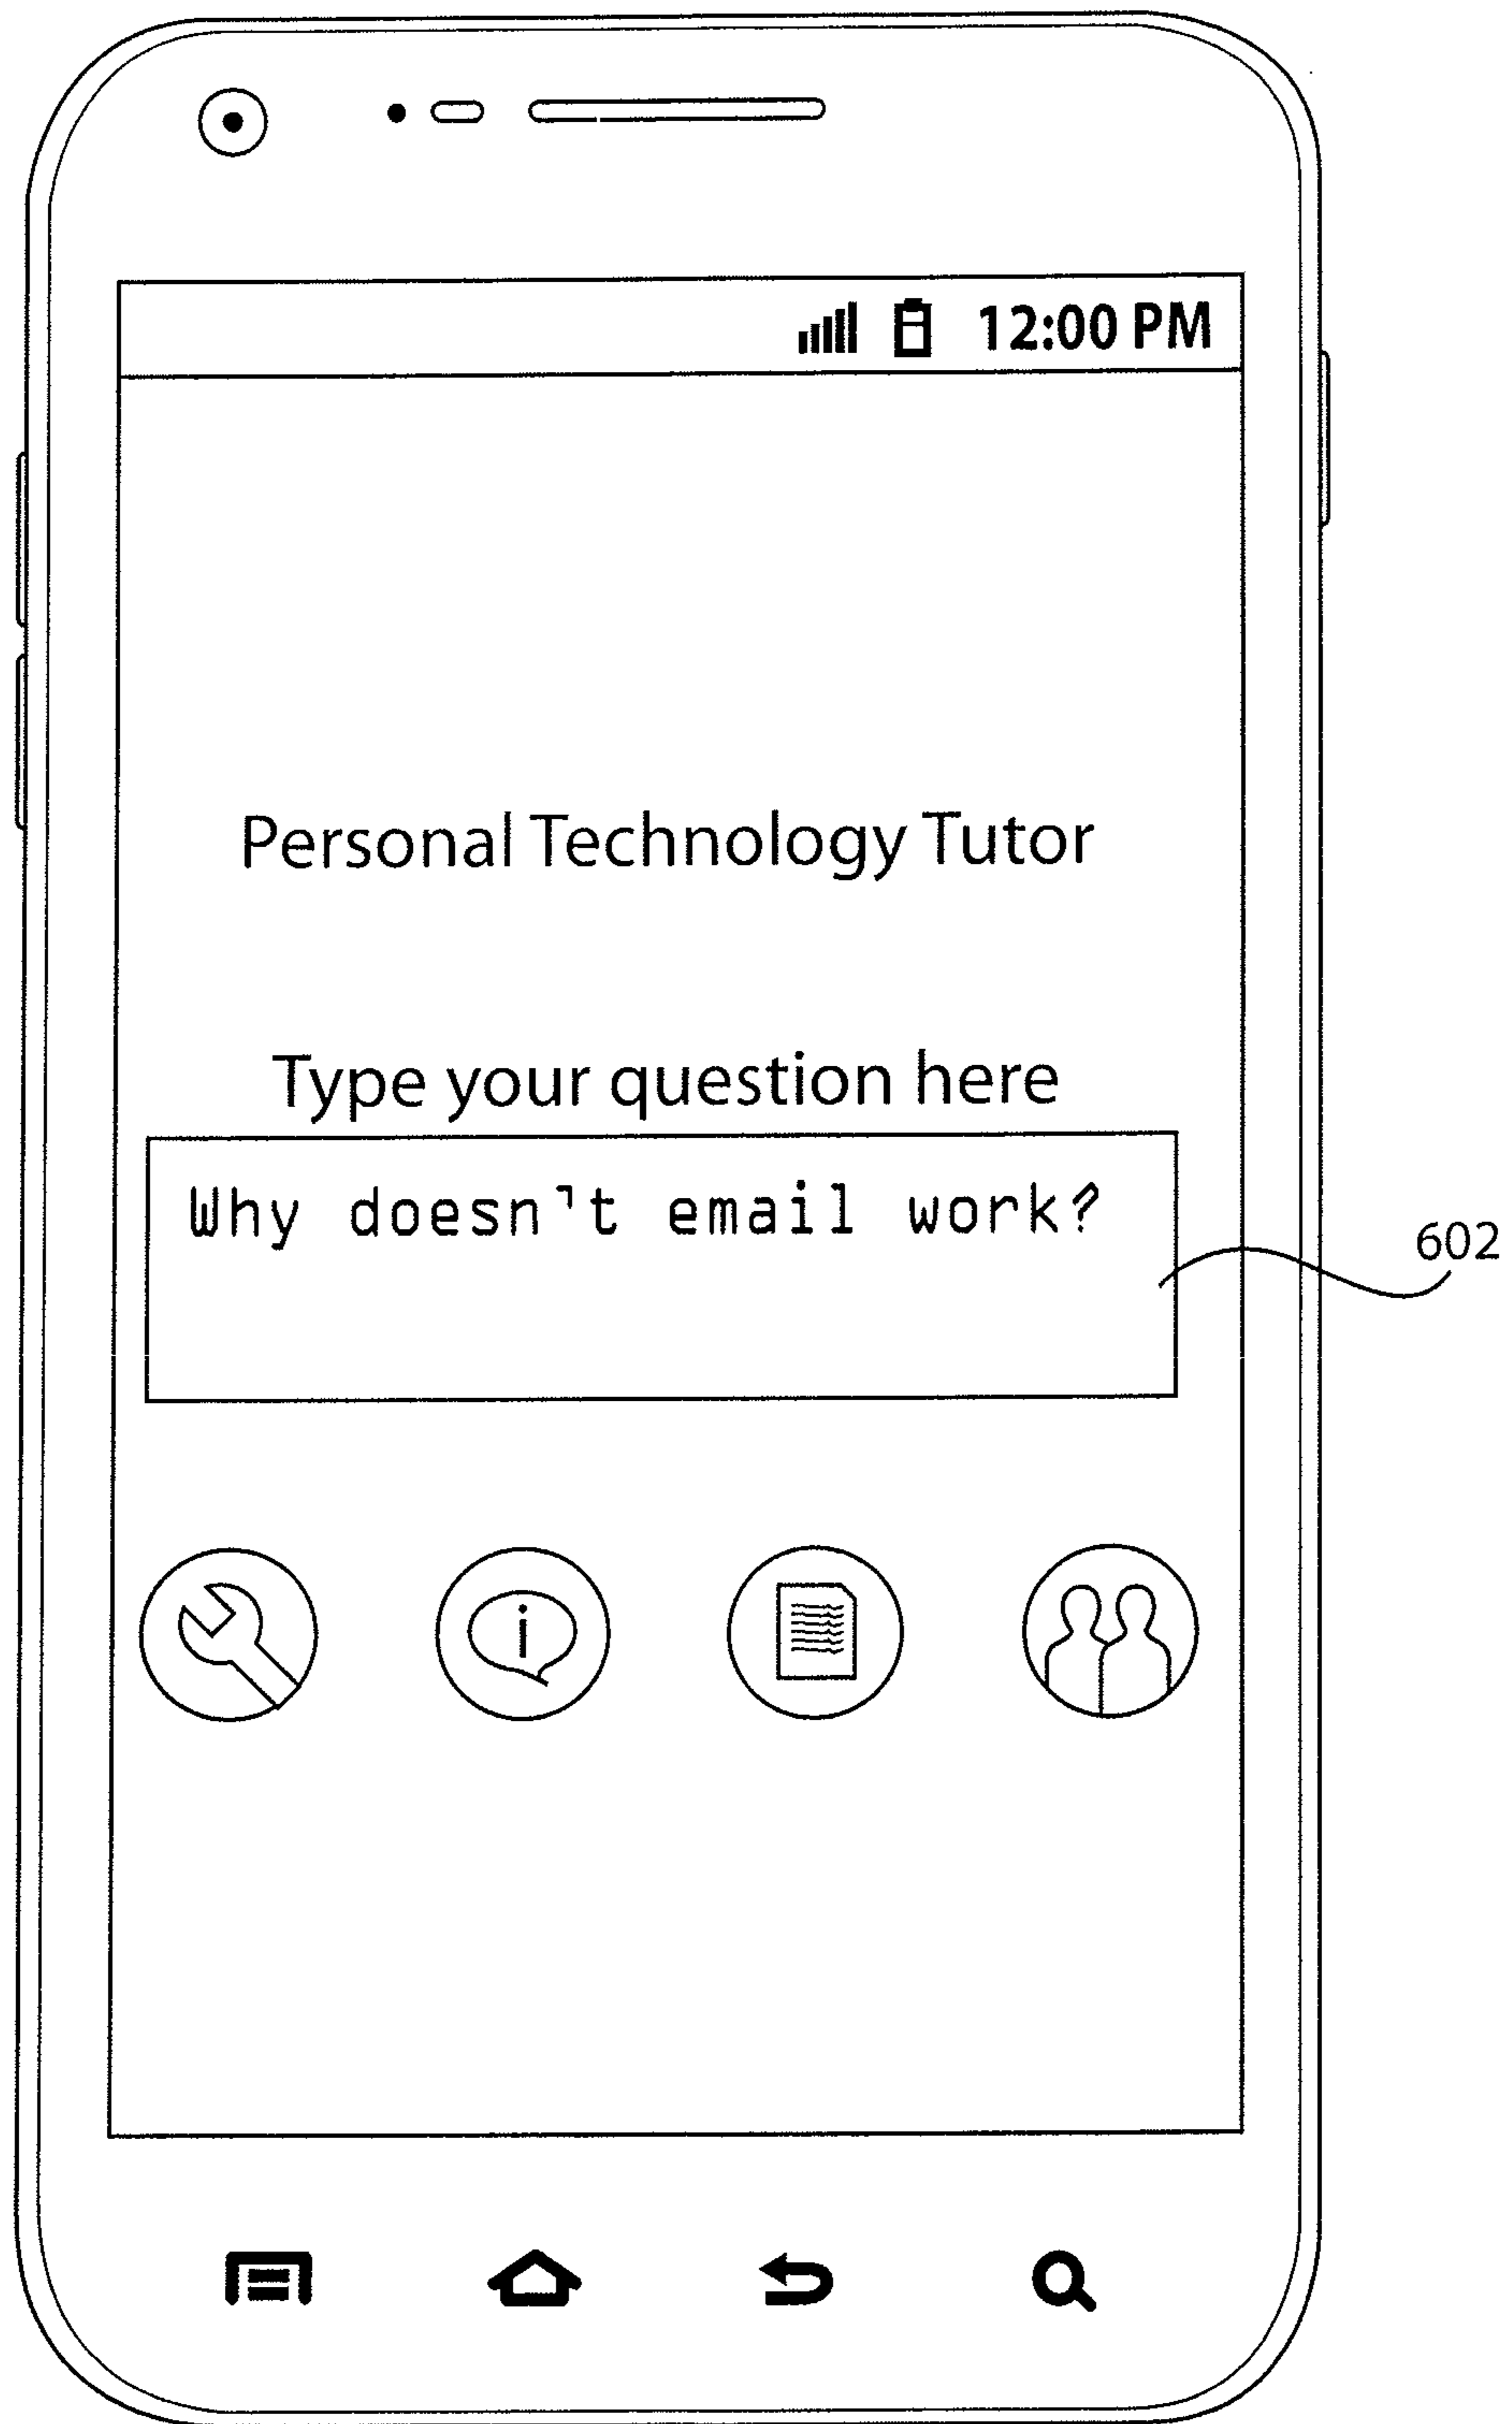 12:00 PM
Personal Technology Tutor
Type your question here
Why doesn't email work?
602
i